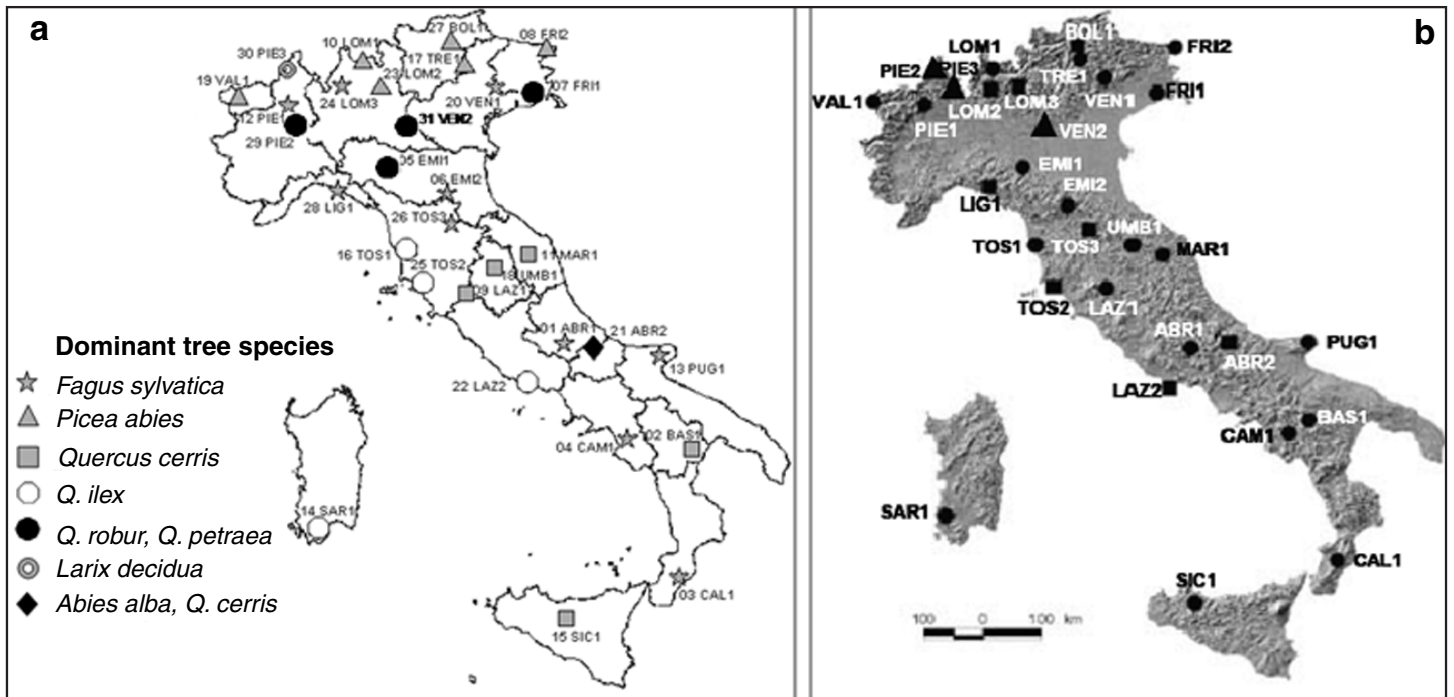 a
27 BOL1
08 FRI2
10 LOM1
30 PIE3
17 TRE1
23 LOM2
19 VAL1
07 FRI1
24 LOM3
20 VEN1
12 PIE1
29 PIE2
05 EMI1
06 EMI2
28 LIG1
26 TOS3
16 TOS1
25 TOS2
11 MAR1
18 UMB1
09 LAZ1
01 ABR1
21 ABR2
13 PUG1
22 LAZ2
04 CAM1
02 BAS1
14 SAR1
03 CAL1
15 SIC1
Dominant tree species
Fagus sylvatica
Picea abies
Quercus cerris
Q. ilex
Q. robur, Q. petraea
Larix decidua
Abies alba, Q. cerris
b
BOL1
FRI2
LOM1
PIE2
PIE3
TRE1
VEN1
FRI1
VAL1
LOM2
LOM3
PIE1
VEN2
EMI1
EMI2
LIG1
UMB1
TOS1
TOS3
MAR1
TOS2
LAZ1
ABR1
PUG1
ABR2
LAZ2
BAS1
CAM1
SAR1
CAL1
SIC1
100 0 100 km